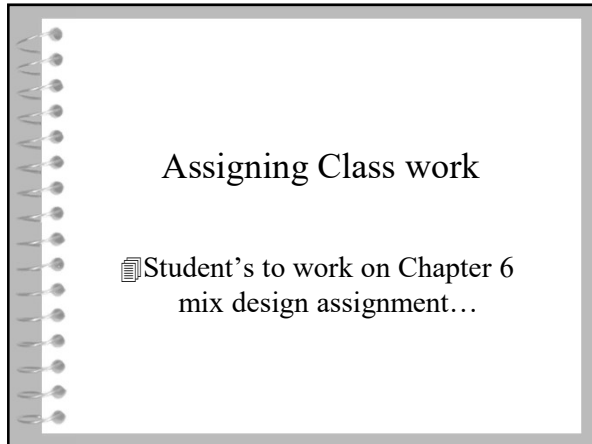 Assigning Class work
Student’s to work on Chapter 6
mix design assignment…